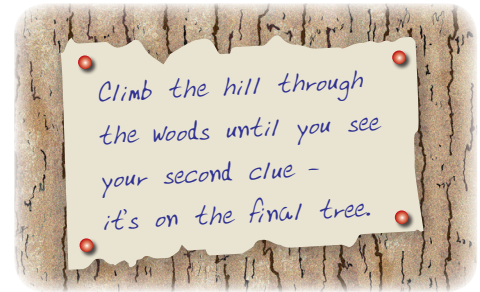 Climb the hill through
the woods until you see
your second clue -
it's on the final tree.